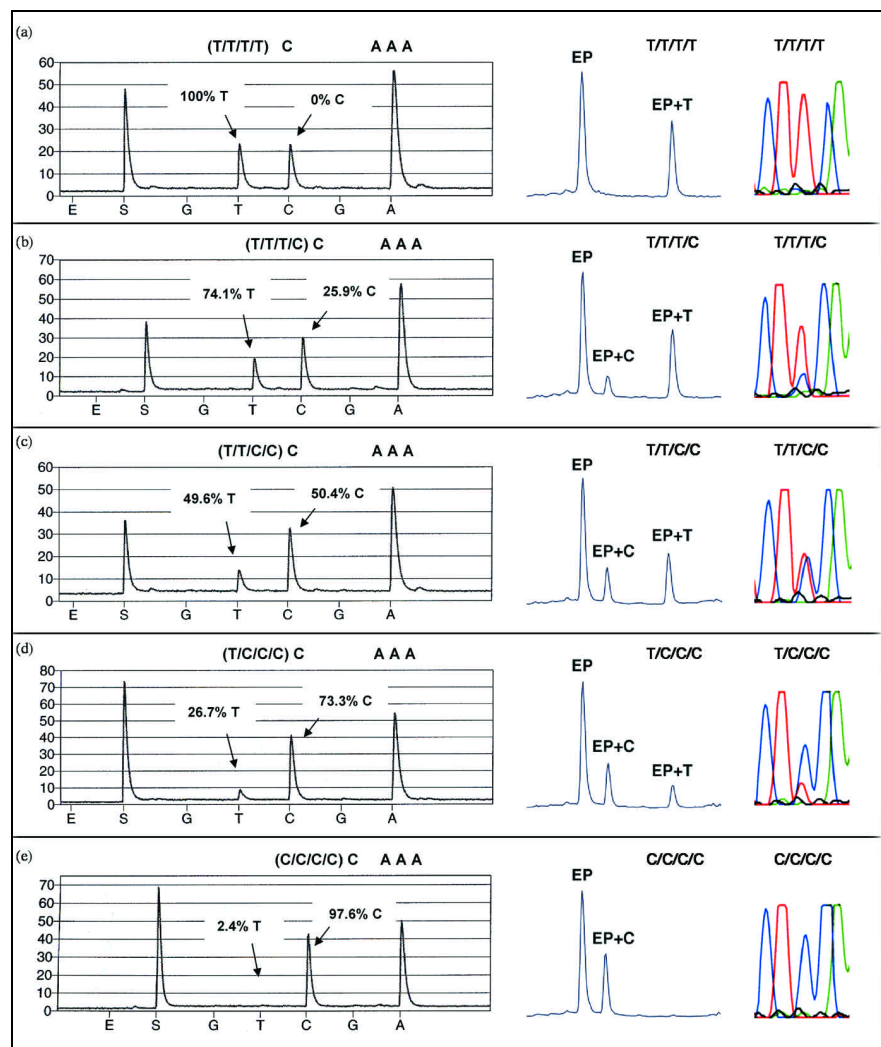 (a)
(T/T/T/T) C A A A
60
50
40
30
20
10
0
100% T
0% C
E S G T C G A
EP
EP+T
T/T/T/T
T/T/T/T
(b)
(T/T/T/C) C A A A
70
60
50
40
30
20
10
0
74.1% T
25.9% C
E S G T C G A
EP
EP+C
EP+T
T/T/T/C
T/T/T/C
(c)
(T/T/C/C) C A A A
60
50
40
30
20
10
0
49.6% T
50.4% C
E S G T C G A
EP
EP+C
EP+T
T/T/C/C
T/T/C/C
(d)
(T/C/C/C) C A A A
80
70
60
50
40
30
20
10
0
26.7% T
73.3% C
E S G T C G A
EP
EP+C
EP+T
T/C/C/C
T/C/C/C
(e)
(C/C/C/C) C A A A
70
60
50
40
30
20
10
0
2.4% T
97.6% C
E S G T C G A
EP
EP+C
C/C/C/C
C/C/C/C